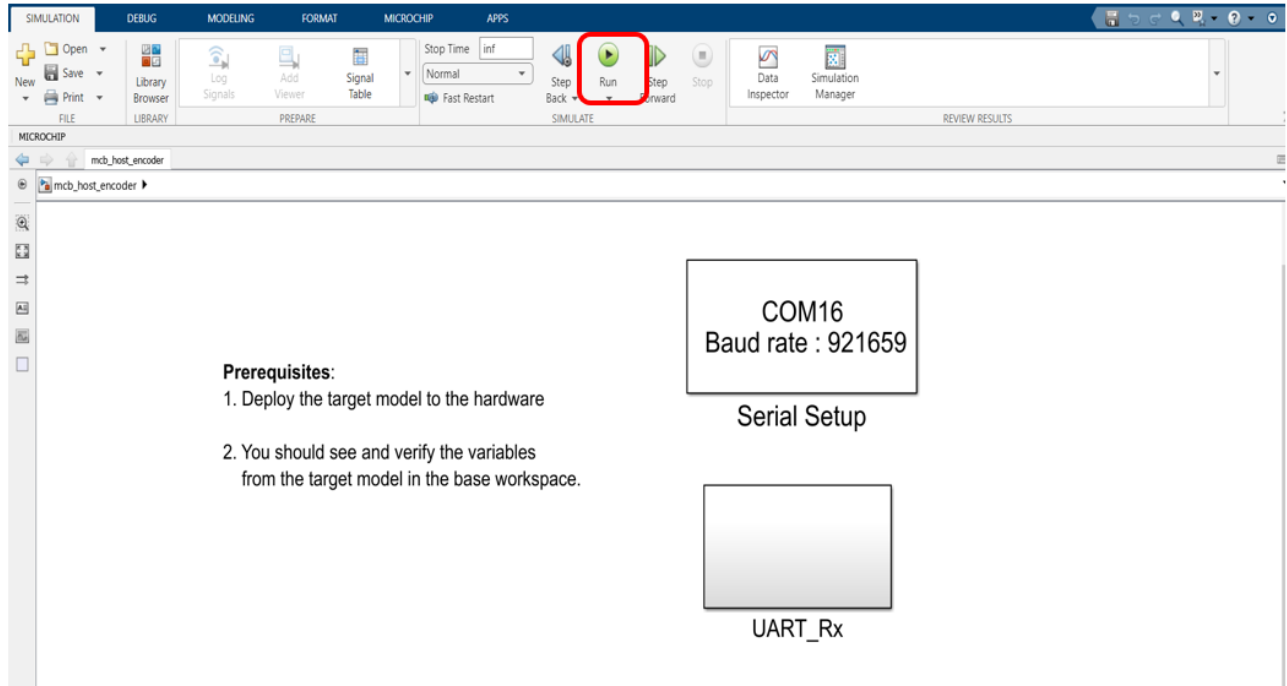 SIMULATION DEBUG MODELING FORMAT MICROCHIP APPS
New
Open
Save
Print
FILE
Library
Browser
LIBRARY
Log
Signals
Add
Viewer
Signal
Table
PREPARE
Stop Time inf
Normal
Fast Restart
Step
Back
Run
Step
Forward
Stop
SIMULATE
Data
Inspector
Simulation
Manager
REVIEW RESULTS
MICROCHIP
mcb_host_encoder
mcb_host_encoder
COM16
Baud rate : 921659
Serial Setup
Prerequisites:
1. Deploy the target model to the hardware
2. You should see and verify the variables
from the target model in the base workspace.
UART_Rx